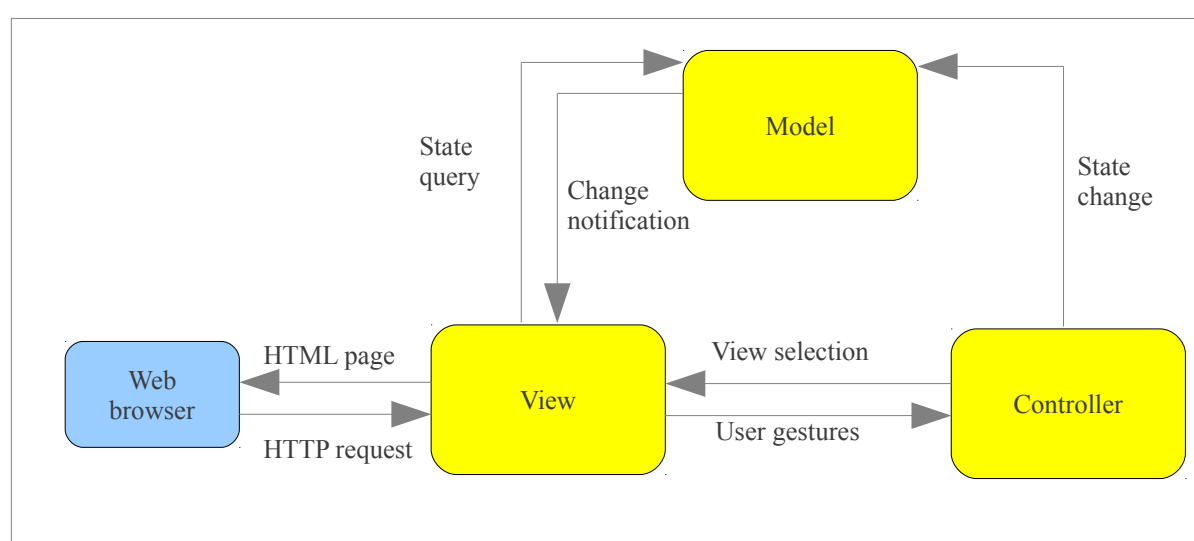 Model
State
query
Change
notification
State
change
HTML page
View selection
Web
browser
View
Controller
HTTP request
User gestures